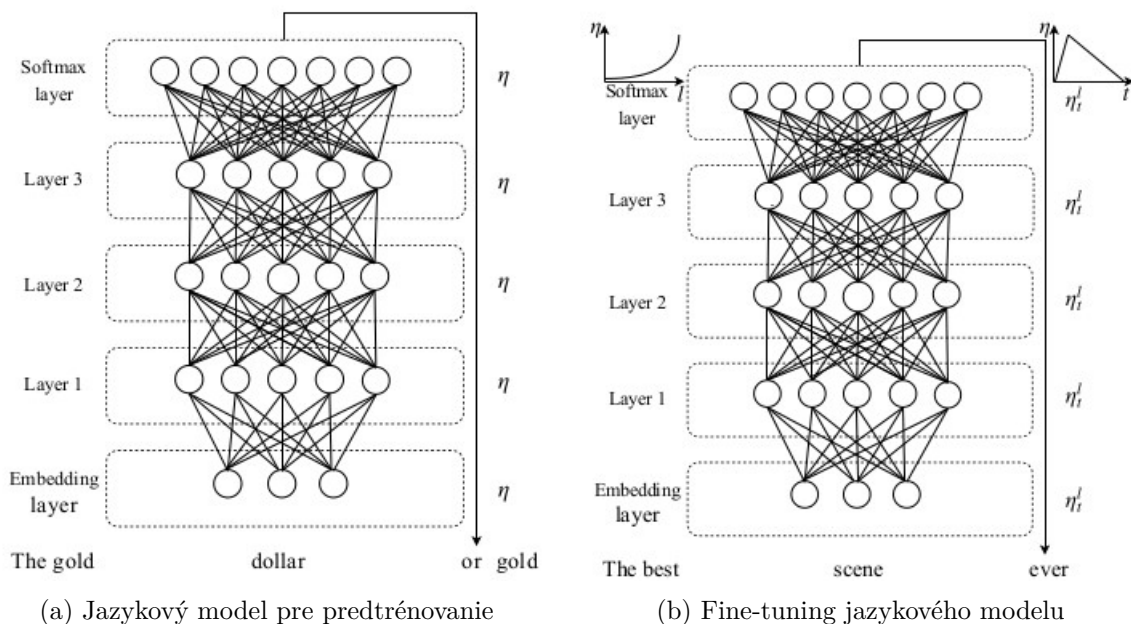 Softmax
layer
η
Layer 3
η
Layer 2
η
Layer 1
η
Embedding
layer
η
The gold dollar or gold
(a) Jazykový model pre predtrénovanie
η
l
η
t
Softmax
layer
η_t^l
Layer 3
η_t^l
Layer 2
η_t^l
Layer 1
η_t^l
Embedding
layer
η_t^l
The best scene ever
(b) Fine-tuning jazykového modelu